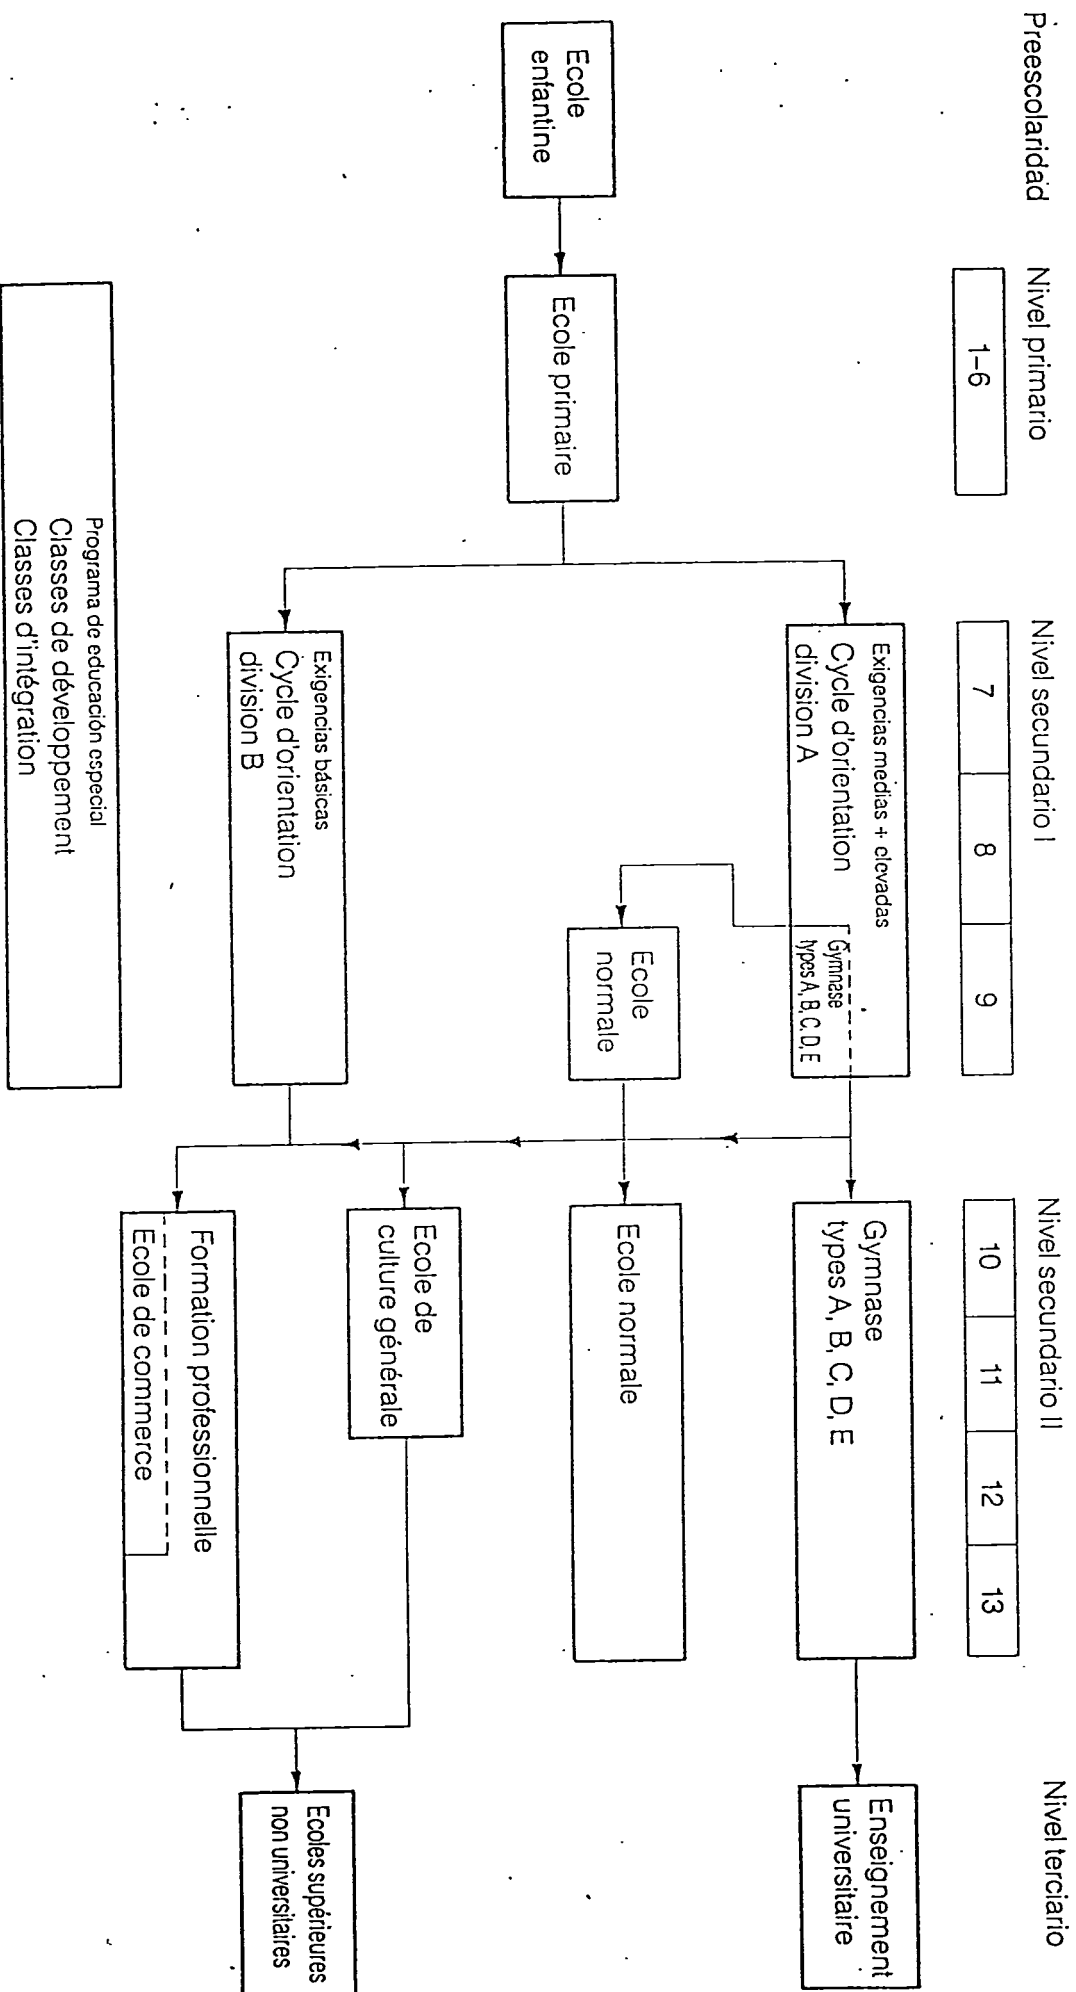 Preescolaridad
Nivel primario
Nivel secundario I
Nivel secundario II
Nivel terciario
1-6
7
8
9
10
11
12
13
Exigencias medias + elevadas
Cycle d'orientation
division A
Gymnase
types A, B, C, D, E
Gymnase
types A, B, C, D, E
Enseignement
universitaire
Ecole
enfantine
Ecole primaire
Ecole
normale
Ecole normale
Ecole de
culture générale
Exigencias básicas
Cycle d'orientation
division B
Formation professionnelle
Ecole de commerce
Ecoles supérieures
non universitaires
Programa de educación especial
Classes de développement
Classes d'intégration